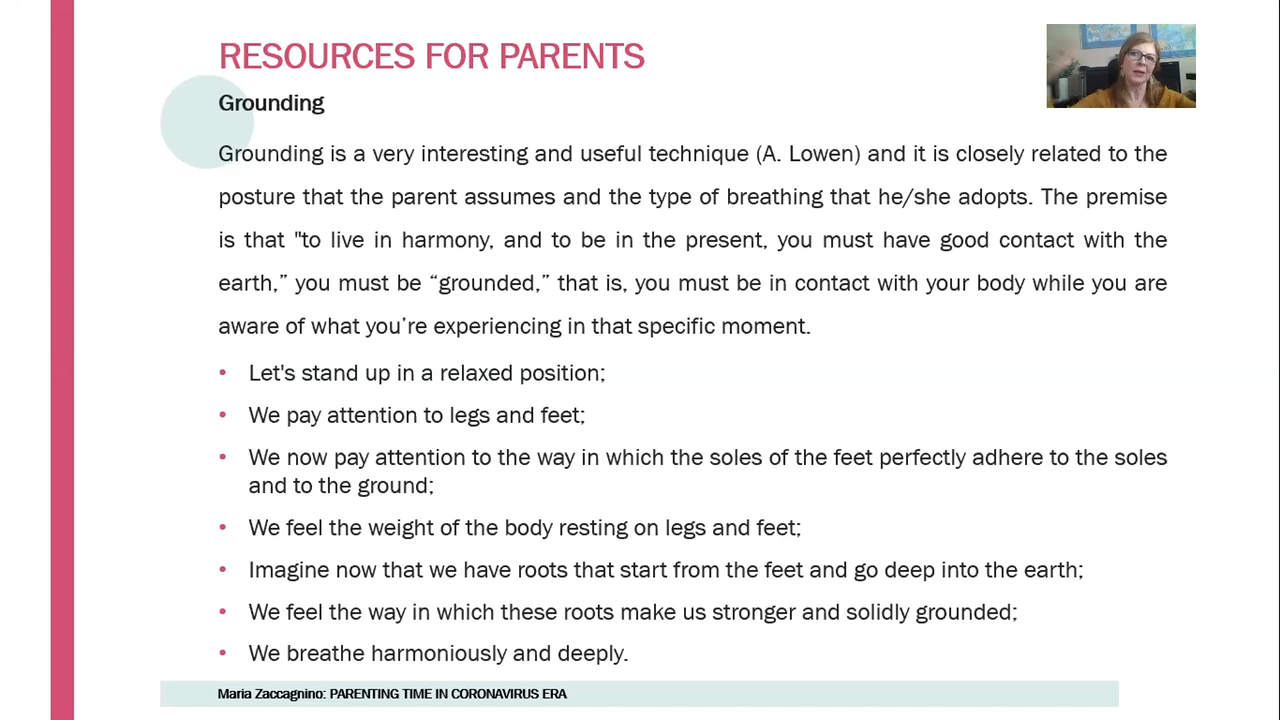 RESOURCES FOR PARENTS
Grounding
Grounding is a very interesting and useful technique (A. Lowen) and it is closely related to the
posture that the parent assumes and the type of breathing that he/she adopts. The premise
is that "to live in harmony, and to be in the present, you must have good contact with the
earth,” you must be “grounded,” that is, you must be in contact with your body while you are
aware of what you’re experiencing in that specific moment.
• Let's stand up in a relaxed position;
• We pay attention to legs and feet;
• We now pay attention to the way in which the soles of the feet perfectly adhere to the soles
and to the ground;
• We feel the weight of the body resting on legs and feet;
• Imagine now that we have roots that start from the feet and go deep into the earth;
• We feel the way in which these roots make us stronger and solidly grounded;
• We breathe harmoniously and deeply.
Maria Zaccagnino: PARENTING TIME IN CORONAVIRUS ERA